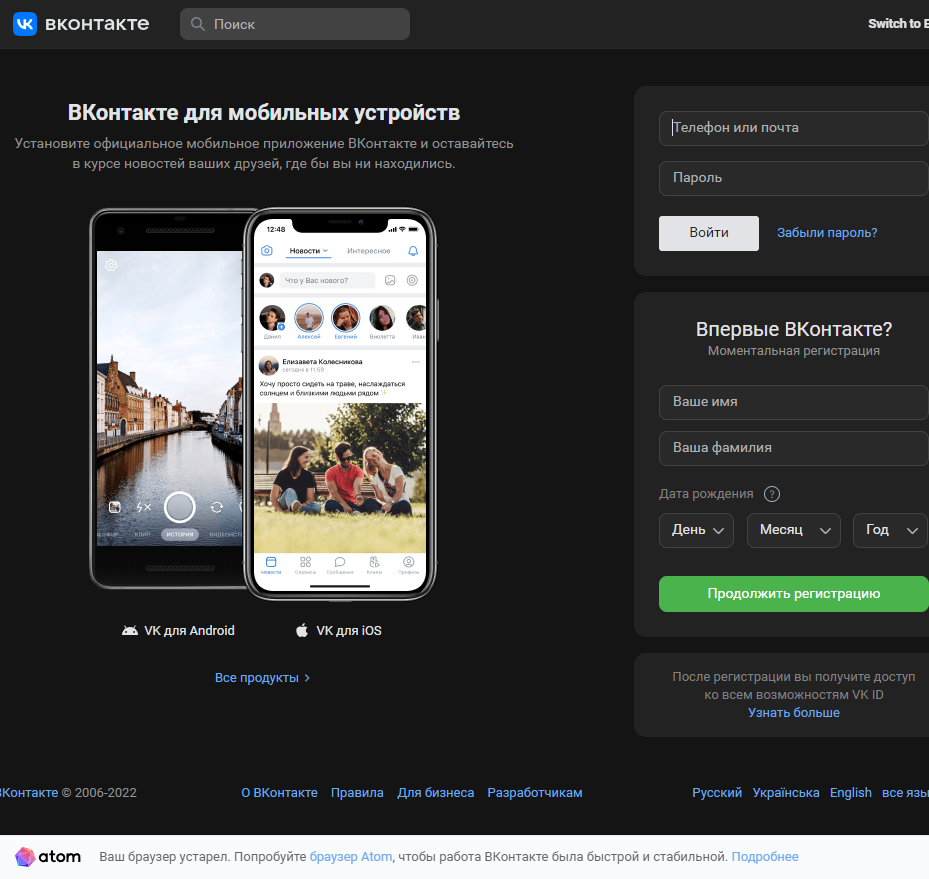 вконтакте
Поиск
Switch to E
ВКонтакте для мобильных устройств
Установите официальное мобильное приложение ВКонтакте и оставайтесь
в курсе новостей ваших друзей, где бы вы ни находились.
12:48
Новости
Интересное
Что у Вас нового?
Данил
Алексей
Евгений
Виолетта
Елизавета Колесникова
сегодня в 11:59
Хочу просто сидеть на траве, наслаждаться
солнцем и близкими людьми рядом ✨
КЛИП
ИСТОРИЯ
Новости
Сервисы
Сообщения
Клипы
Профиль
VK для Android
VK для iOS
Все продукты
Телефон или почта
Пароль
Войти
Забыли пароль?
Впервые ВКонтакте?
Моментальная регистрация
Ваше имя
Ваша фамилия
Дата рождения ?
День
Месяц
Год
Продолжить регистрацию
После регистрации вы получите доступ
ко всем возможностям VK ID
Узнать больше
ВКонтакте © 2006-2022
О ВКонтакте
Правила
Для бизнеса
Разработчикам
Русский
Українська
English
все язы
atom
Ваш браузер устарел. Попробуйте браузер Atom, чтобы работа ВКонтакте была быстрой и стабильной. Подробнее